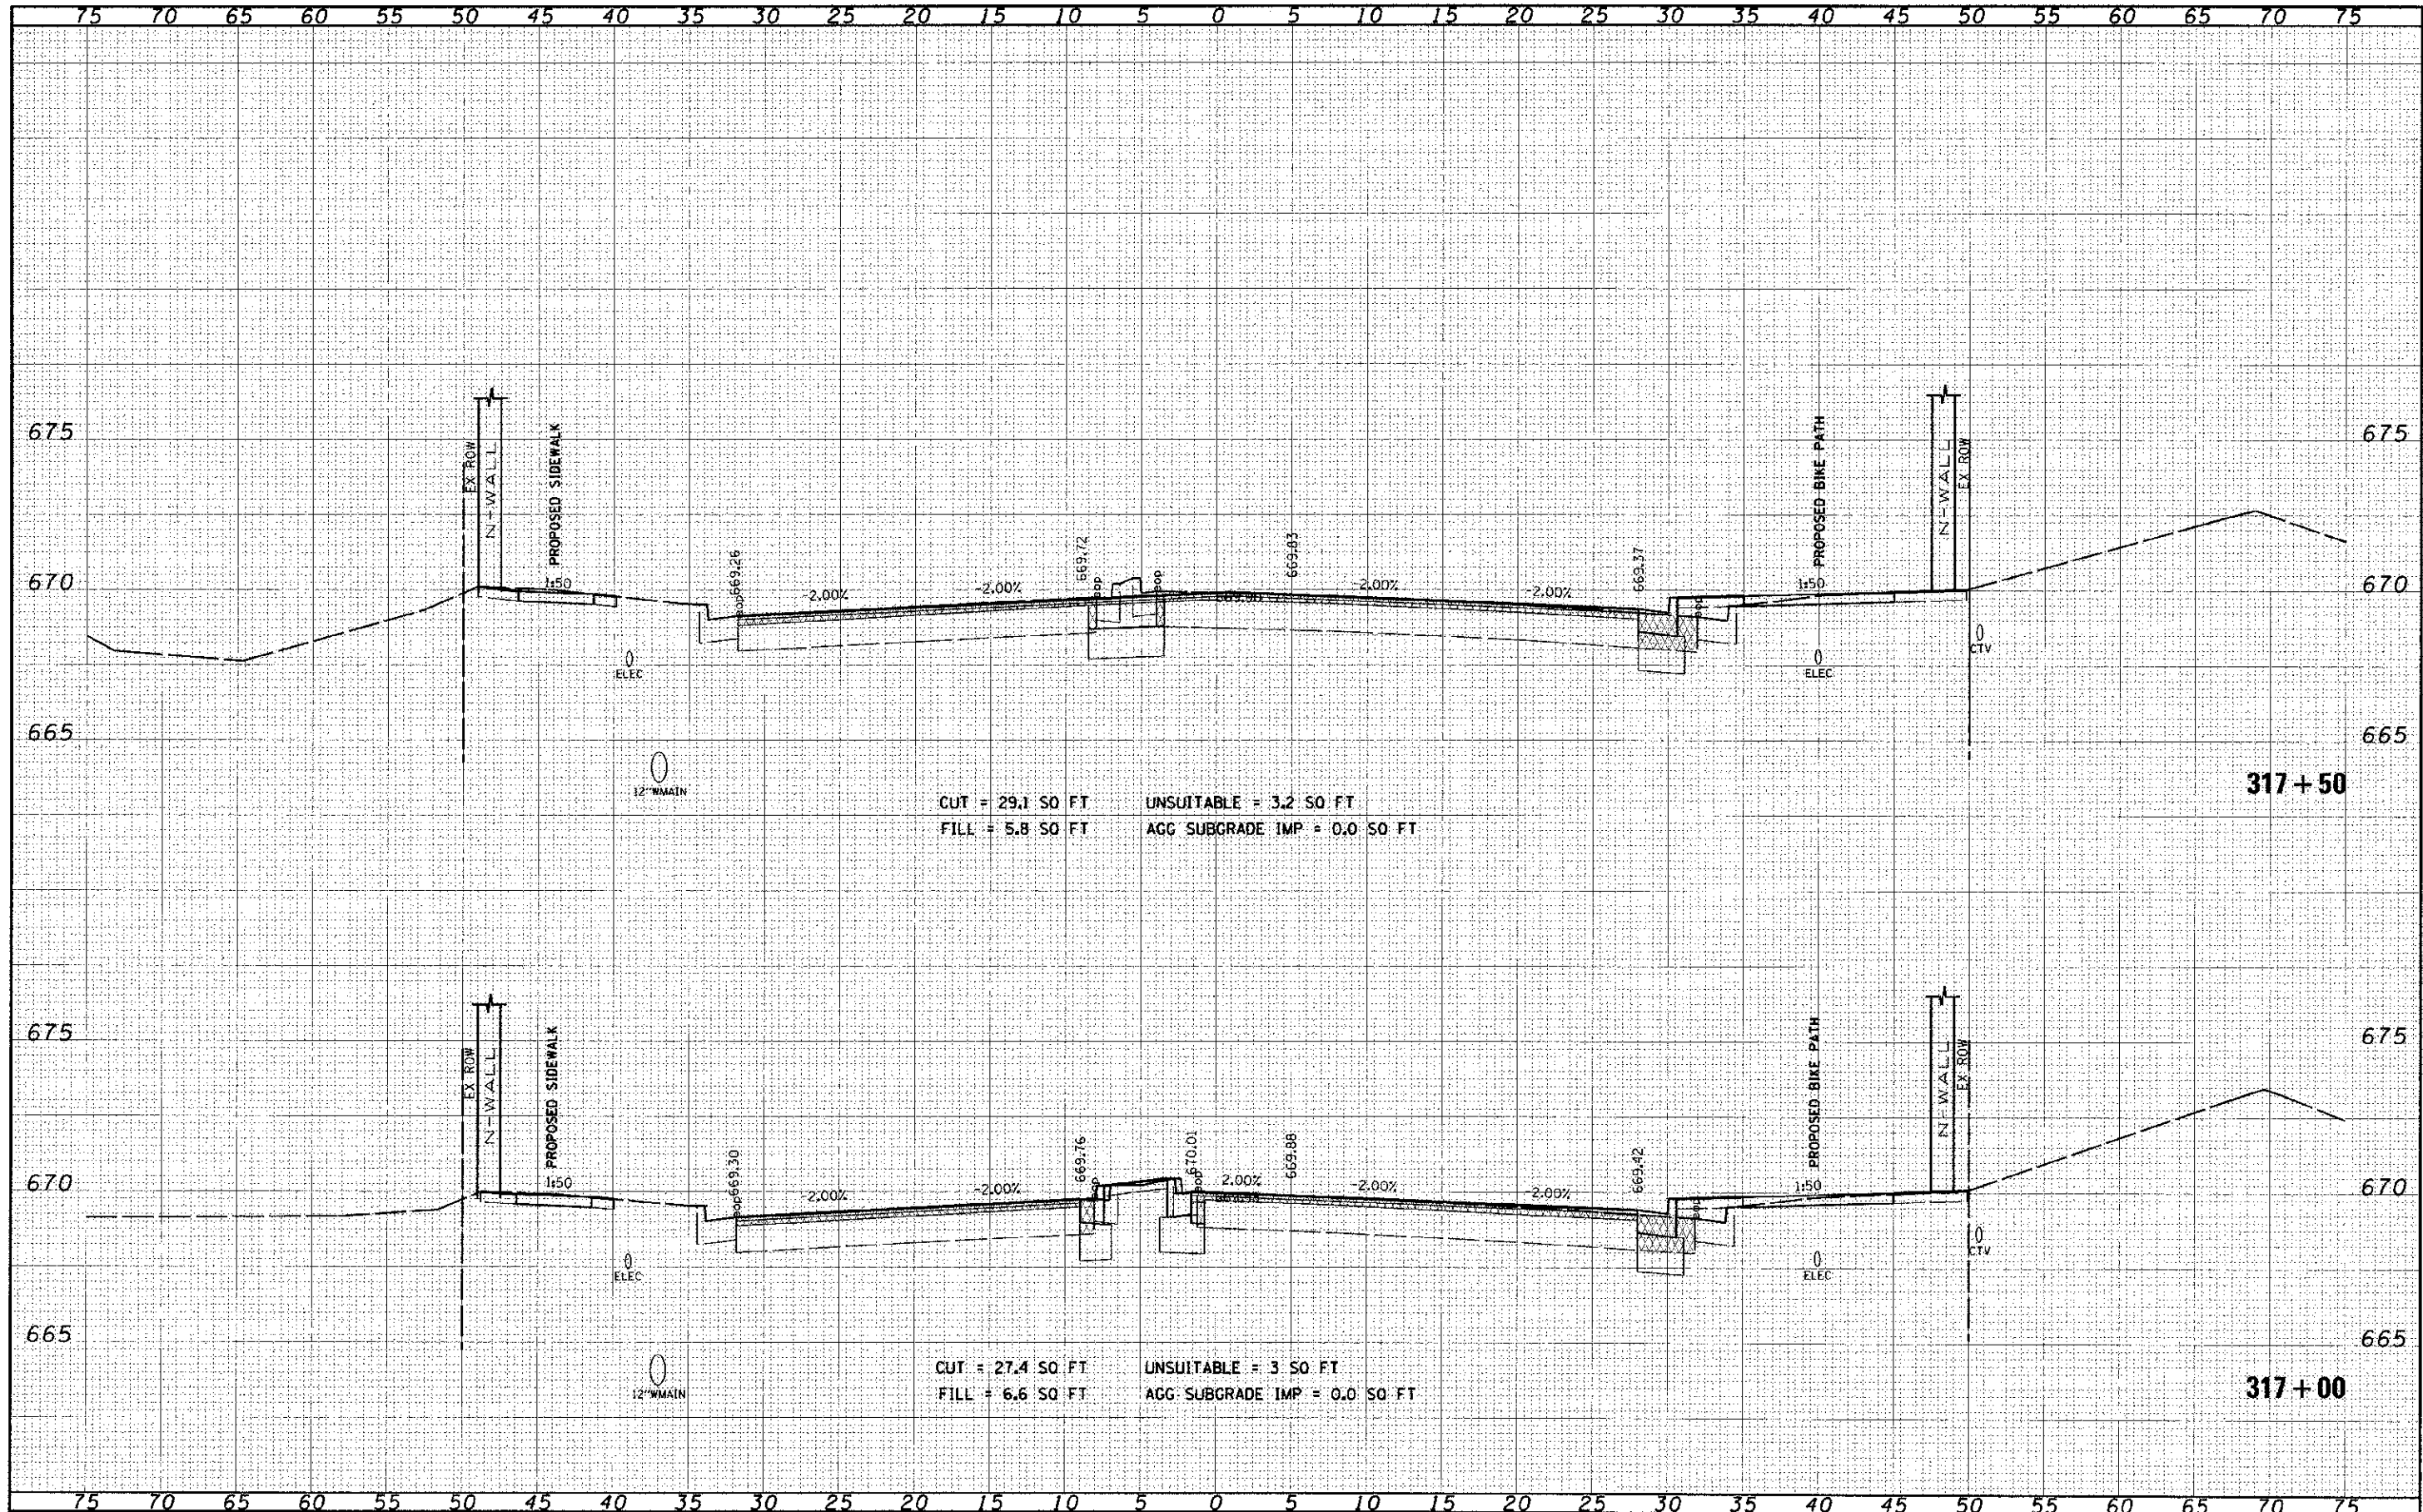 75 70 65 60 55 50 45 40 35 30 25 20 15 10 5 0 5 10 15 20 25 30 35 40 45 50 55 60 65 70 75
675
675
EX ROW
N-WALL
PROPOSED SIDEWALK
PROPOSED BIKE PATH
N-WALL
EX ROW
670
1:50
eop 669.26
-2.00%
-2.00%
669.72
eop
eop
669.83
-2.00%
-2.00%
669.37
eop
1:50
670
ELEC
ELEC
CTV
665
665
12"WMAIN
317+50
CUT = 29.1 SQ FT UNSUITABLE = 3.2 SQ FT
FILL = 5.8 SQ FT AGG SUBGRADE IMP = 0.0 SQ FT
675
675
EX ROW
N-WALL
PROPOSED SIDEWALK
PROPOSED BIKE PATH
N-WALL
EX ROW
670
1:50
eop 669.30
-2.00%
-2.00%
669.76
eop
eop 670.01
2.00%
669.88
-2.00%
-2.00%
669.42
eop
1:50
670
ELEC
ELEC
CTV
665
665
12"WMAIN
317+00
CUT = 27.4 SQ FT UNSUITABLE = 3 SQ FT
FILL = 6.6 SQ FT AGG SUBGRADE IMP = 0.0 SQ FT
75 70 65 60 55 50 45 40 35 30 25 20 15 10 5 0 5 10 15 20 25 30 35 40 45 50 55 60 65 70 75